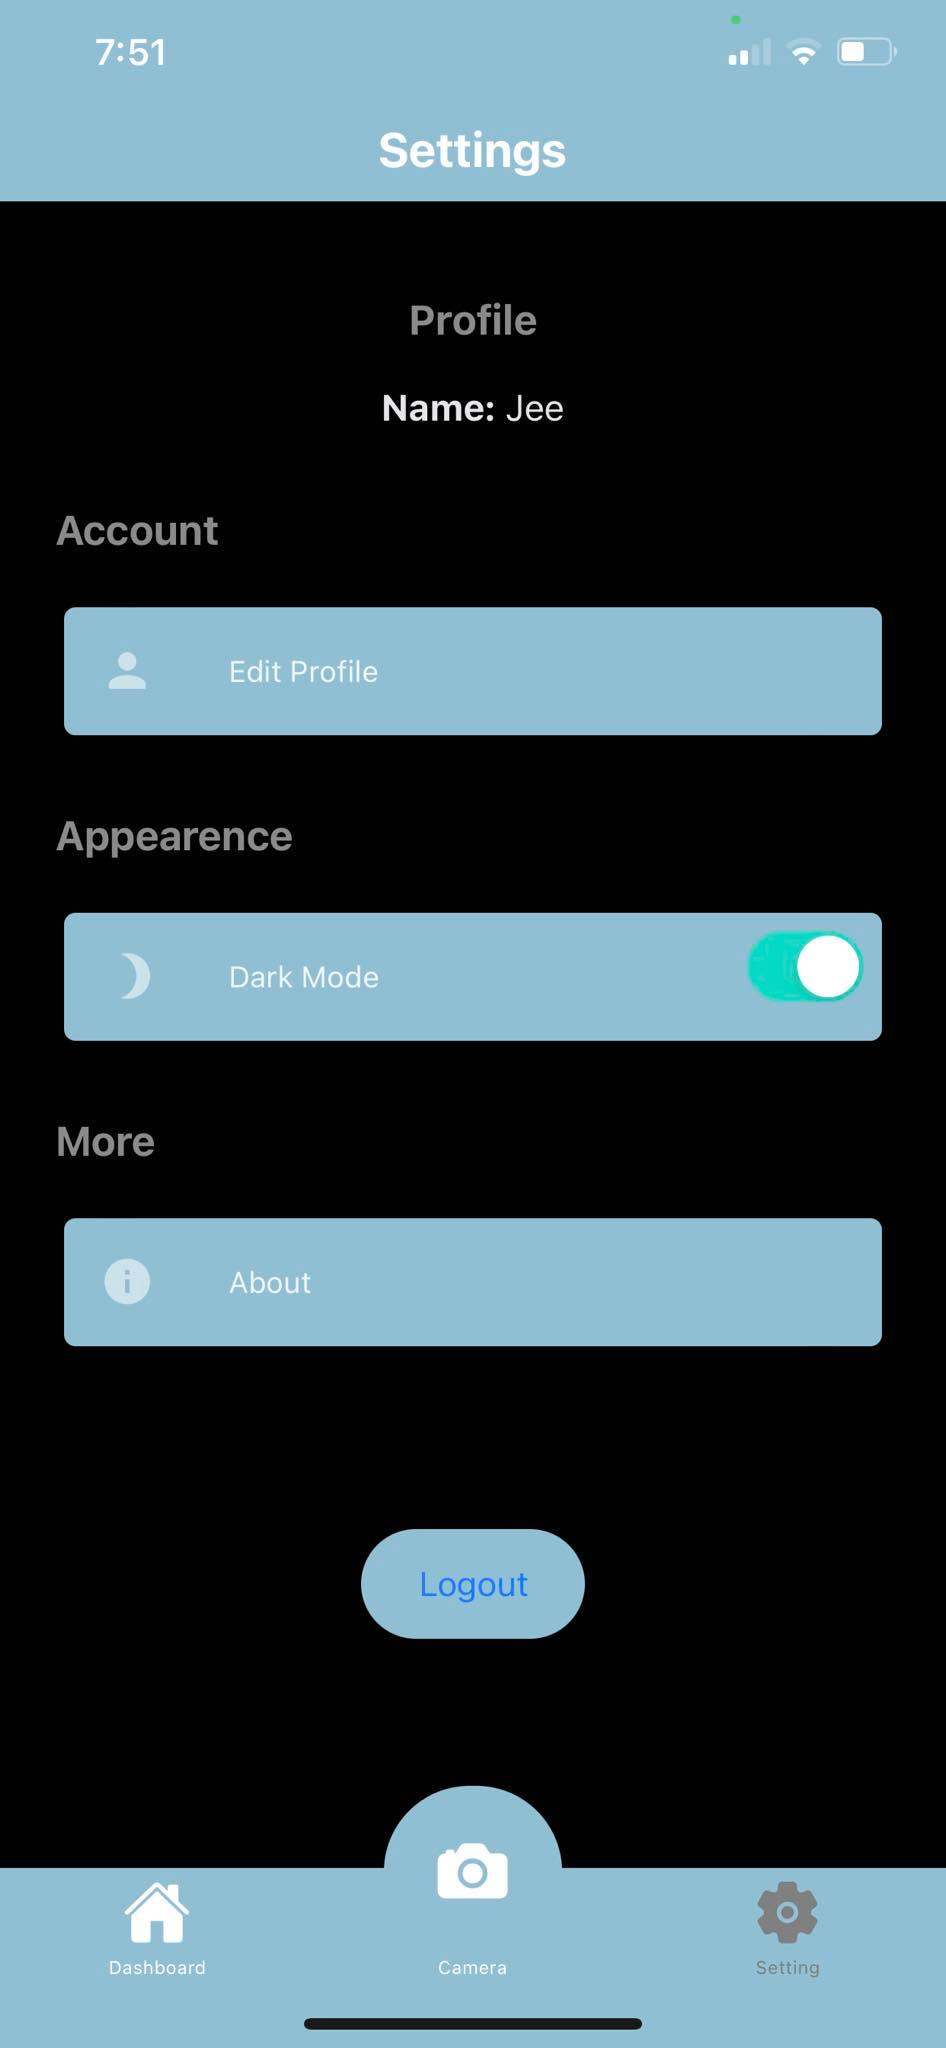 7:51
Settings
Profile
Name: Jee
Account
Edit Profile
Appearence
Dark Mode
More
About
Logout
Dashboard
Camera
Setting